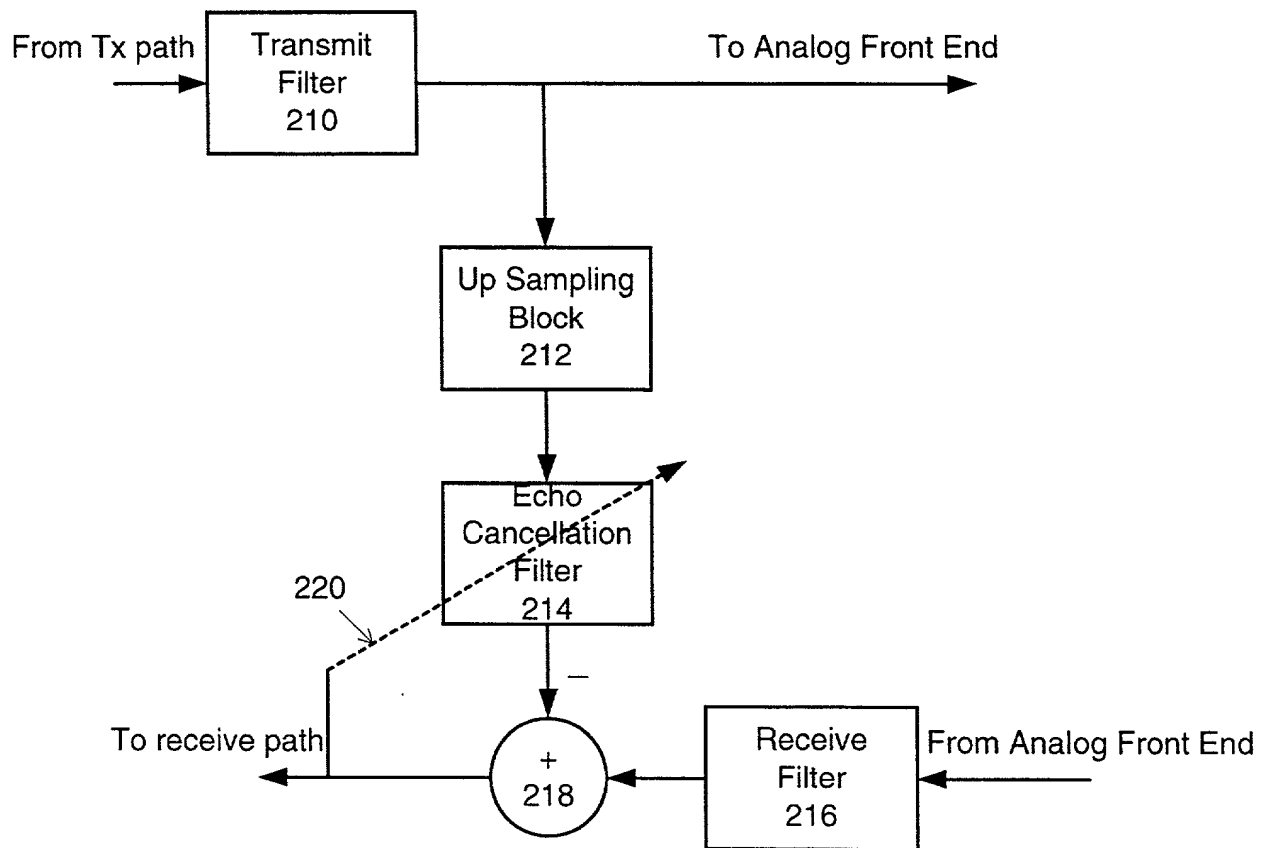 From Tx path
Transmit
Filter
210
To Analog Front End
Up Sampling
Block
212
Echo
Cancellation
Filter
214
220
–
To receive path
+
218
Receive
Filter
216
From Analog Front End